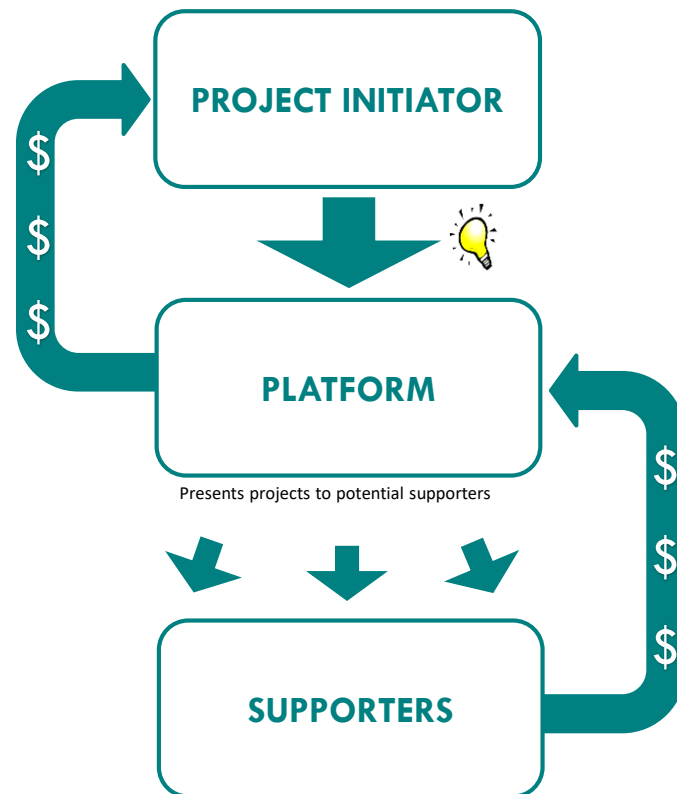 PROJECT INITIATOR
$
$
$
PLATFORM
Presents projects to potential supporters
$
$
$
SUPPORTERS